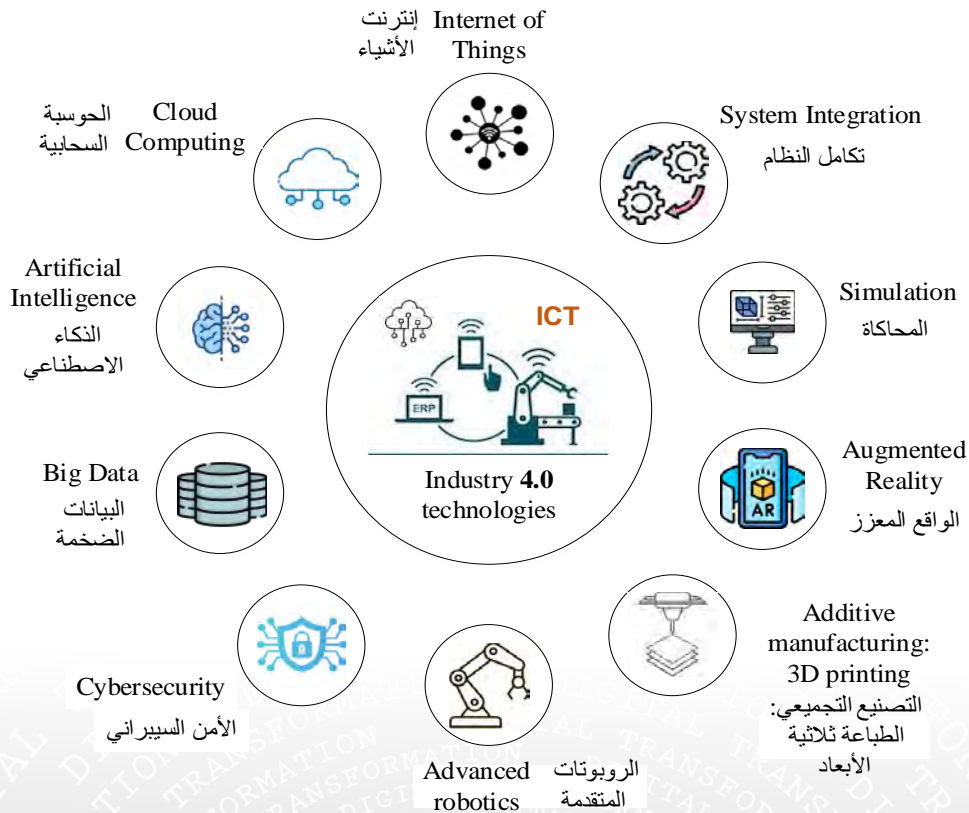 Internet of
Things
إنترنت
الأشياء
System Integration
تكامل النظام
Simulation
المحاكاة
Augmented
Reality
الواقع المعزز
AR
Additive
manufacturing:
3D printing
التصنيع التجميعي:
الطباعة ثلاثية
الأبعاد
Advanced
robotics
الروبوتات
المتقدمة
Cybersecurity
الأمن السيبراني
Big Data
البيانات
الضخمة
Artificial
Intelligence
الذكاء
الاصطناعي
Cloud
Computing
الحوسبة
السحابية
ICT
ERP
Industry 4.0
technologies